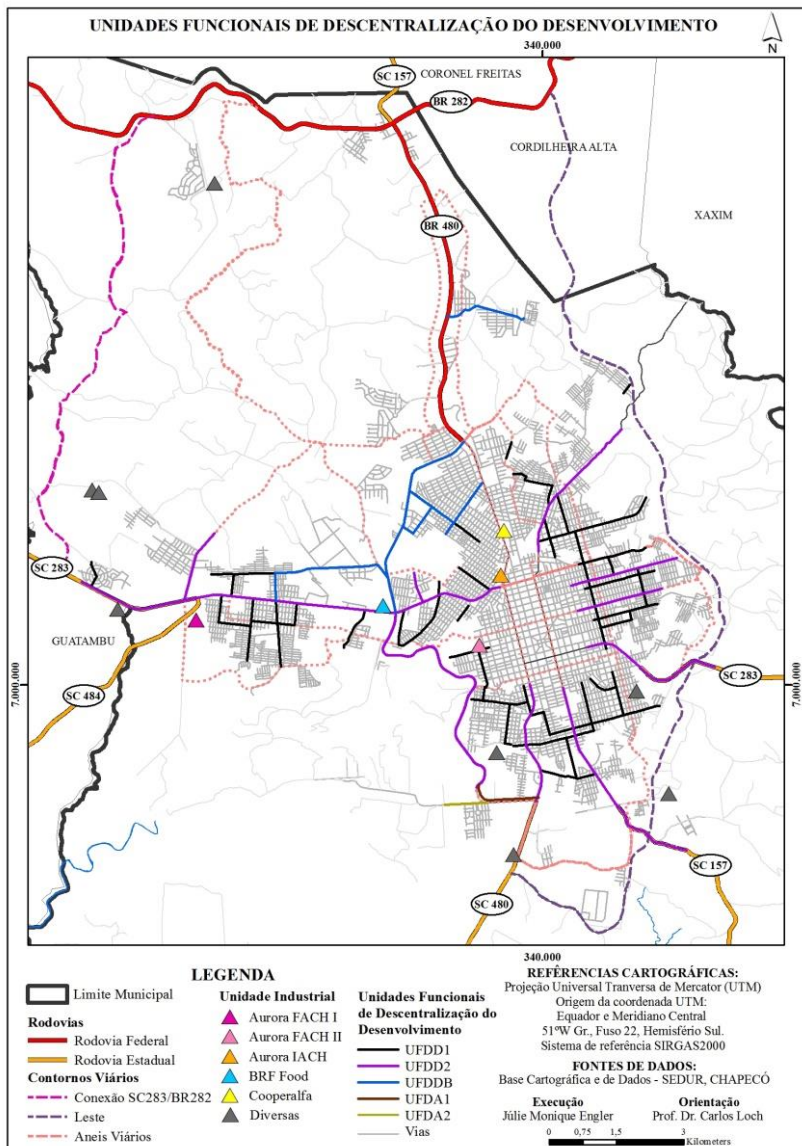 UNIDADES FUNCIONAIS DE DESCENTRALIZAÇÃO DO DESENVOLVIMENTO
340.000
N
SC 157
CORONEL FREITAS
BR 282
CORDILHEIRA ALTA
XAXIM
BR 480
SC 283
GUATAMBU
SC 484
7.000.000
7.000.000
SC 283
SC 157
SC 480
340.000
LEGENDA
Limite Municipal
Rodovias
Rodovia Federal
Rodovia Estadual
Contornos Viários
Conexão SC283/BR282
Leste
Aneis Viários
Unidade Industrial
Aurora FACH I
Aurora FACH II
Aurora IACH
BRF Food
Cooperalfa
Diversas
Unidades Funcionais
de Descentralização do
Desenvolvimento
UFDD1
UFDD2
UFDDB
UFDA1
UFDA2
Vias
REFÊRENCIAS CARTOGRÁFICAS:
Projeção Universal Tranversa de Mercator (UTM)
Origem da coordenada UTM:
Equador e Meridiano Central
51ºW Gr., Fuso 22, Hemisfério Sul.
Sistema de referência SIRGAS2000
FONTES DE DADOS:
Base Cartográfica e de Dados - SEDUR, CHAPECÓ
Execução
Júlie Monique Engler
Orientação
Prof. Dr. Carlos Loch
0 0,75 1,5 3
Kilometers